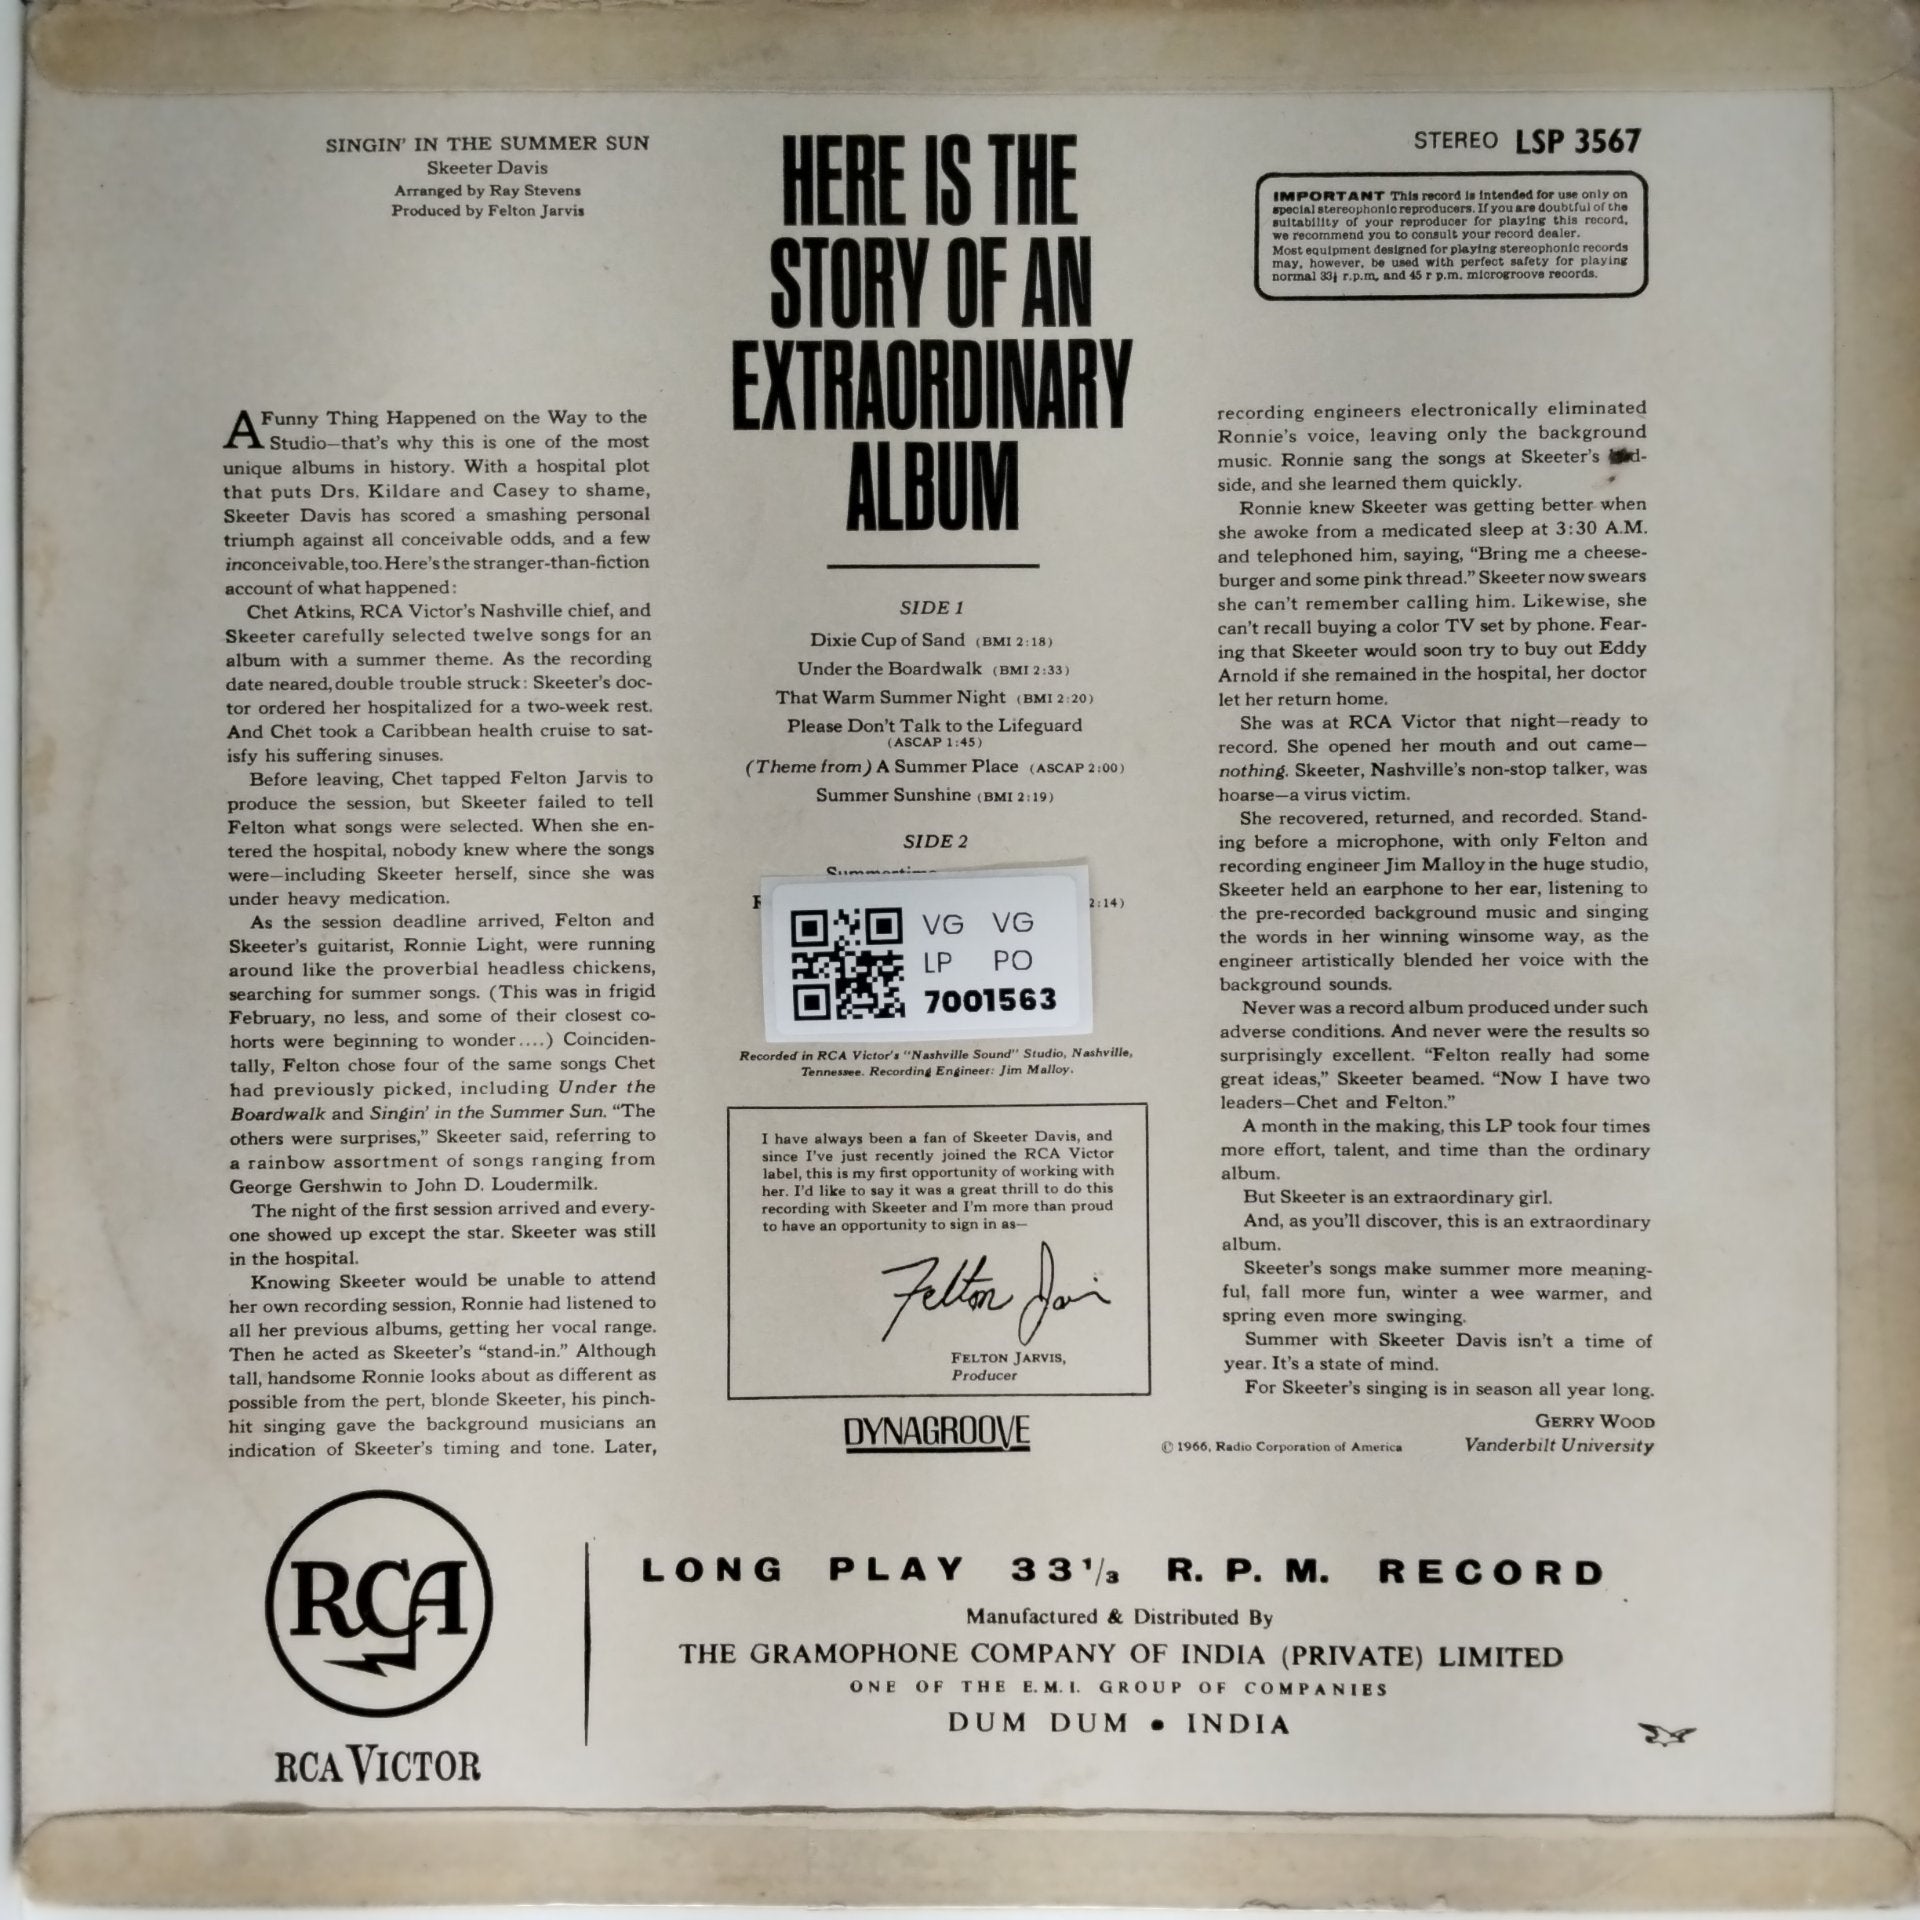 SINGIN' IN THE SUMMER SUN
Skeeter Davis
Arranged by Ray Stevens
Produced by Felton Jarvis
A Funny Thing Happened on the Way to the
Studio—that's why this is one of the most
unique albums in history. With a hospital plot
that puts Drs. Kildare and Casey to shame,
Skeeter Davis has scored a smashing personal
triumph against all conceivable odds, and a few
inconceivable, too. Here's the stranger-than-fiction
account of what happened:
Chet Atkins, RCA Victor's Nashville chief, and
Skeeter carefully selected twelve songs for an
album with a summer theme. As the recording
date neared, double trouble struck: Skeeter's doc-
tor ordered her hospitalized for a two-week rest.
And Chet took a Caribbean health cruise to sat-
isfy his suffering sinuses.
Before leaving, Chet tapped Felton Jarvis to
produce the session, but Skeeter failed to tell
Felton what songs were selected. When she en-
tered the hospital, nobody knew where the songs
were—including Skeeter herself, since she was
under heavy medication.
As the session deadline arrived, Felton and
Skeeter's guitarist, Ronnie Light, were running
around like the proverbial headless chickens,
searching for summer songs. (This was in frigid
February, no less, and some of their closest co-
horts were beginning to wonder....) Coinciden-
tally, Felton chose four of the same songs Chet
had previously picked, including Under the
Boardwalk and Singin' in the Summer Sun. "The
others were surprises," Skeeter said, referring to
a rainbow assortment of songs ranging from
George Gershwin to John D. Loudermilk.
The night of the first session arrived and every-
one showed up except the star. Skeeter was still
in the hospital.
Knowing Skeeter would be unable to attend
her own recording session, Ronnie had listened to
all her previous albums, getting her vocal range.
Then he acted as Skeeter's "stand-in." Although
tall, handsome Ronnie looks about as different as
possible from the pert, blonde Skeeter, his pinch-
hit singing gave the background musicians an
indication of Skeeter's timing and tone. Later,
HERE IS THE
STORY OF AN
EXTRAORDINARY
ALBUM
SIDE 1
Dixie Cup of Sand (BMI 2:18)
Under the Boardwalk (BMI 2:33)
That Warm Summer Night (BMI 2:20)
Please Don't Talk to the Lifeguard
(ASCAP 1:45)
(Theme from) A Summer Place (ASCAP 2:00)
Summer Sunshine (BMI 2:19)
SIDE 2
2:14)
VG VG
LP PO
7001563
Recorded in RCA Victor's "Nashville Sound" Studio, Nashville,
Tennessee. Recording Engineer: Jim Malloy.
I have always been a fan of Skeeter Davis, and
since I've just recently joined the RCA Victor
label, this is my first opportunity of working with
her. I'd like to say it was a great thrill to do this
recording with Skeeter and I'm more than proud
to have an opportunity to sign in as—
Felton Jarvis
FELTON JARVIS,
Producer
DYNAGROOVE
STEREO LSP 3567
IMPORTANT This record is intended for use only on
special stereophonic reproducers. If you are doubtful of the
suitability of your reproducer for playing this record,
we recommend you to consult your record dealer.
Most equipment designed for playing stereophonic records
may, however, be used with perfect safety for playing
normal 33⅓ r.p.m. and 45 r p.m. microgroove records.
recording engineers electronically eliminated
Ronnie's voice, leaving only the background
music. Ronnie sang the songs at Skeeter's bed-
side, and she learned them quickly.
Ronnie knew Skeeter was getting better when
she awoke from a medicated sleep at 3:30 A.M.
and telephoned him, saying, "Bring me a cheese-
burger and some pink thread." Skeeter now swears
she can't remember calling him. Likewise, she
can't recall buying a color TV set by phone. Fear-
ing that Skeeter would soon try to buy out Eddy
Arnold if she remained in the hospital, her doctor
let her return home.
She was at RCA Victor that night—ready to
record. She opened her mouth and out came—
nothing. Skeeter, Nashville's non-stop talker, was
hoarse—a virus victim.
She recovered, returned, and recorded. Stand-
ing before a microphone, with only Felton and
recording engineer Jim Malloy in the huge studio,
Skeeter held an earphone to her ear, listening to
the pre-recorded background music and singing
the words in her winning winsome way, as the
engineer artistically blended her voice with the
background sounds.
Never was a record album produced under such
adverse conditions. And never were the results so
surprisingly excellent. "Felton really had some
great ideas," Skeeter beamed. "Now I have two
leaders—Chet and Felton."
A month in the making, this LP took four times
more effort, talent, and time than the ordinary
album.
But Skeeter is an extraordinary girl.
And, as you'll discover, this is an extraordinary
album.
Skeeter's songs make summer more meaning-
ful, fall more fun, winter a wee warmer, and
spring even more swinging.
Summer with Skeeter Davis isn't a time of
year. It's a state of mind.
For Skeeter's singing is in season all year long.
GERRY WOOD
Vanderbilt University
© 1966, Radio Corporation of America
RCA
RCA VICTOR
LONG PLAY 33 1/3 R. P. M. RECORD
Manufactured & Distributed By
THE GRAMOPHONE COMPANY OF INDIA (PRIVATE) LIMITED
ONE OF THE E.M.I. GROUP OF COMPANIES
DUM DUM • INDIA